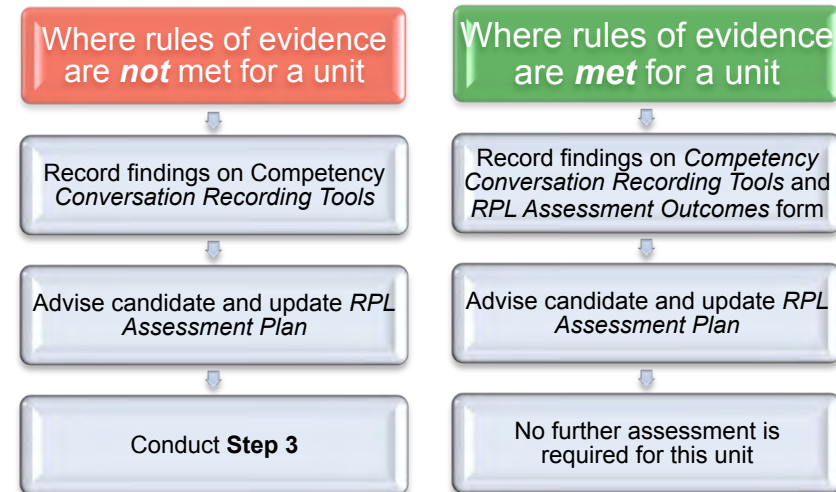 Where rules of evidence
are not met for a unit
Record findings on Competency
Conversation Recording Tools
Advise candidate and update RPL
Assessment Plan
Conduct Step 3
Where rules of evidence
are met for a unit
Record findings on Competency
Conversation Recording Tools and
RPL Assessment Outcomes form
Advise candidate and update RPL
Assessment Plan
No further assessment is
required for this unit